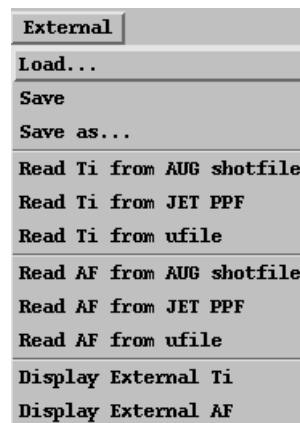 External
Load...
Save
Save as...
Read Ti from AUG shotfile
Read Ti from JET PPF
Read Ti from ufile
Read AF from AUG shotfile
Read AF from JET PPF
Read AF from ufile
Display External Ti
Display External AF